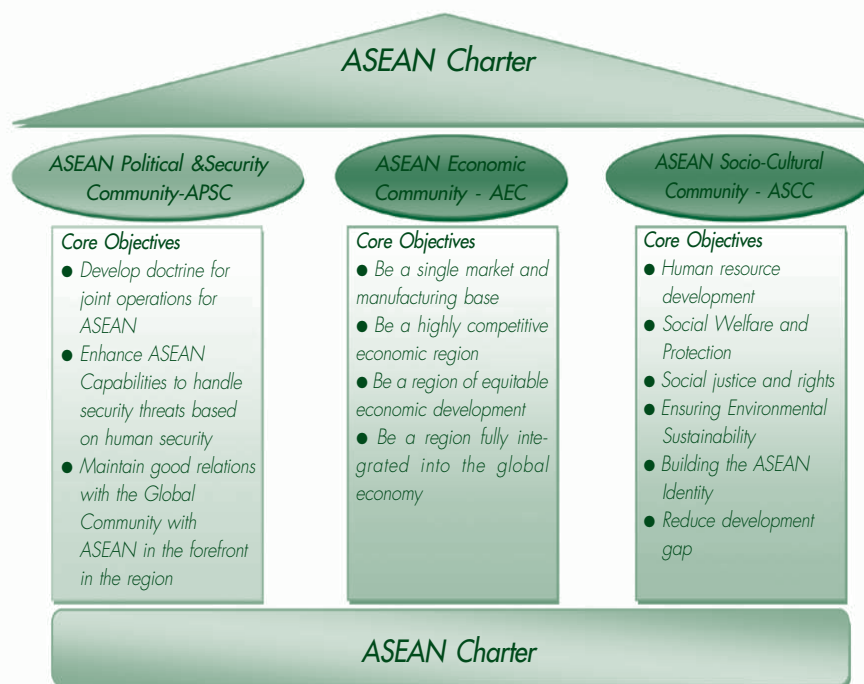 ASEAN Charter
ASEAN Political &Security
Community-APSC
Core Objectives
● Develop doctrine for
joint operations for
ASEAN
● Enhance ASEAN
Capabilities to handle
security threats based
on human security
● Maintain good relations
with the Global
Community with
ASEAN in the forefront
in the region
ASEAN Economic
Community - AEC
Core Objectives
● Be a single market and
manufacturing base
● Be a highly competitive
economic region
● Be a region of equitable
economic development
● Be a region fully inte-
grated into the global
economy
ASEAN Socio-Cultural
Community - ASCC
Core Objectives
● Human resource
development
● Social Welfare and
Protection
● Social justice and rights
● Ensuring Environmental
Sustainability
● Building the ASEAN
Identity
● Reduce development
gap
ASEAN Charter